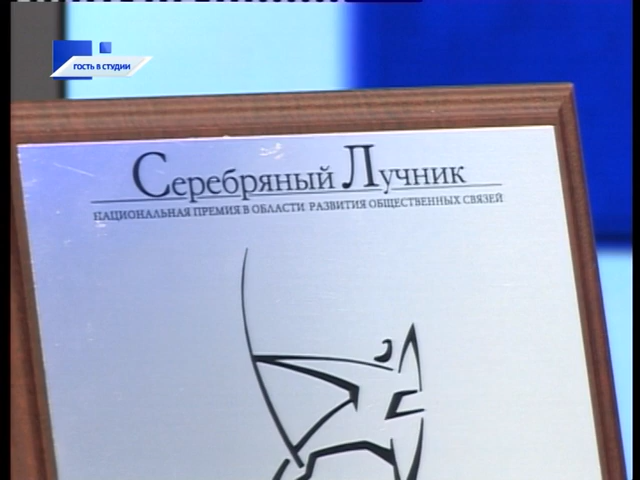 ГОСТЬ В СТУДИИ
Серебряный Лучник
НАЦИОНАЛЬНАЯ ПРЕМИЯ В ОБЛАСТИ РАЗВИТИЯ ОБЩЕСТВЕННЫХ СВЯЗЕЙ